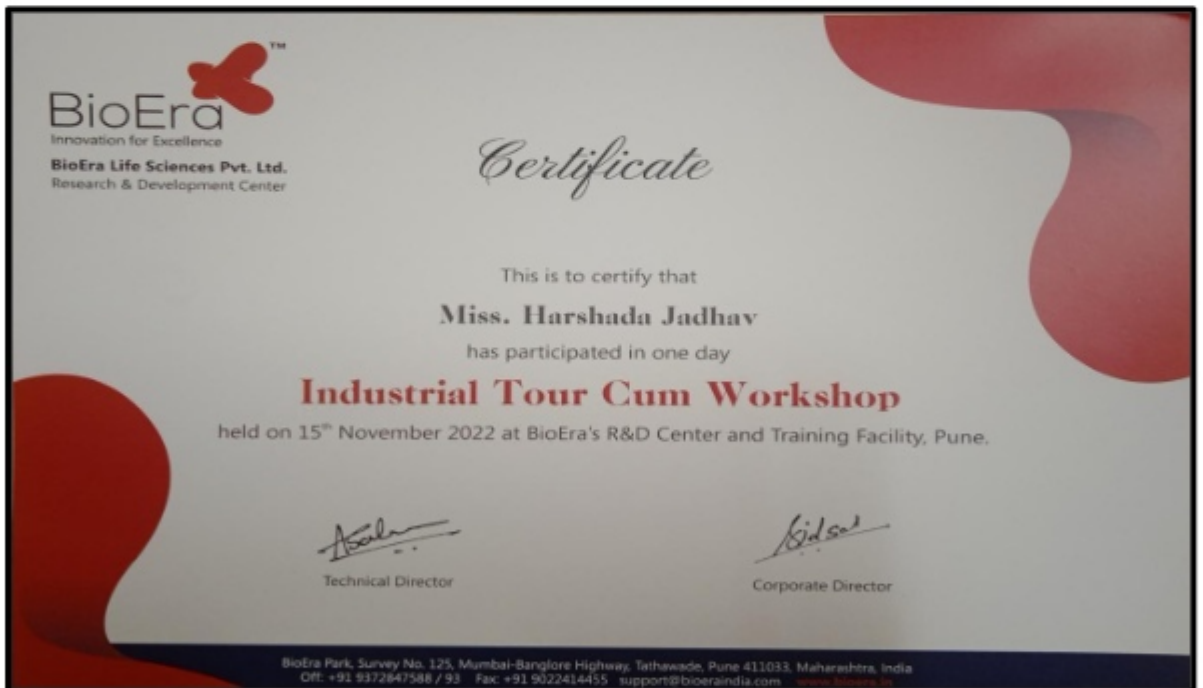 BioEra™
Innovation for Excellence
BioEra Life Sciences Pvt. Ltd.
Research & Development Center
Certificate
This is to certify that
Miss. Harshada Jadhav
has participated in one day
Industrial Tour Cum Workshop
held on 15th November 2022 at BioEra's R&D Center and Training Facility, Pune.
Technical Director
Corporate Director
BioEra Park, Survey No. 125, Mumbai-Banglore Highway, Tathawade, Pune 411033, Maharashtra, India
Off: +91 9372847588 / 93 Fax: +91 9022414455 support@bioeraindia.com www.bioera.in